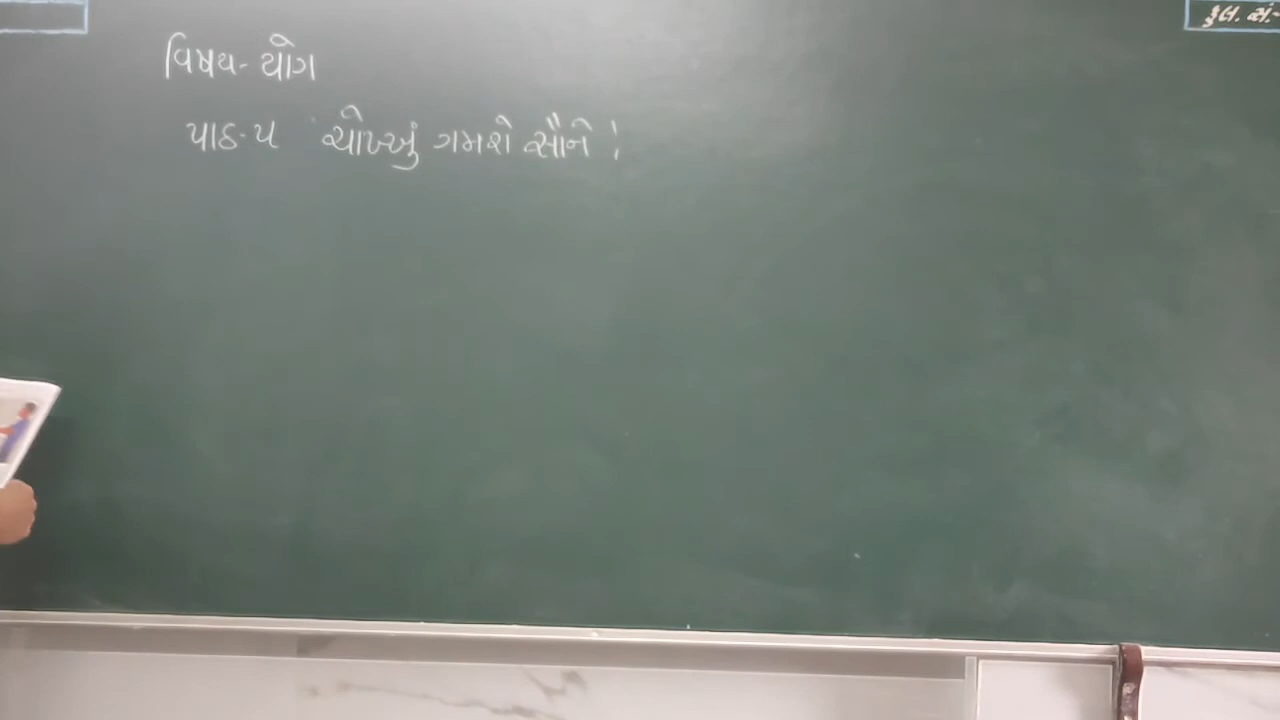 વિષય- યોગ
પાઠ-૫ ચોખ્ખું ગમશે સૌને !
કુલ. સં.-